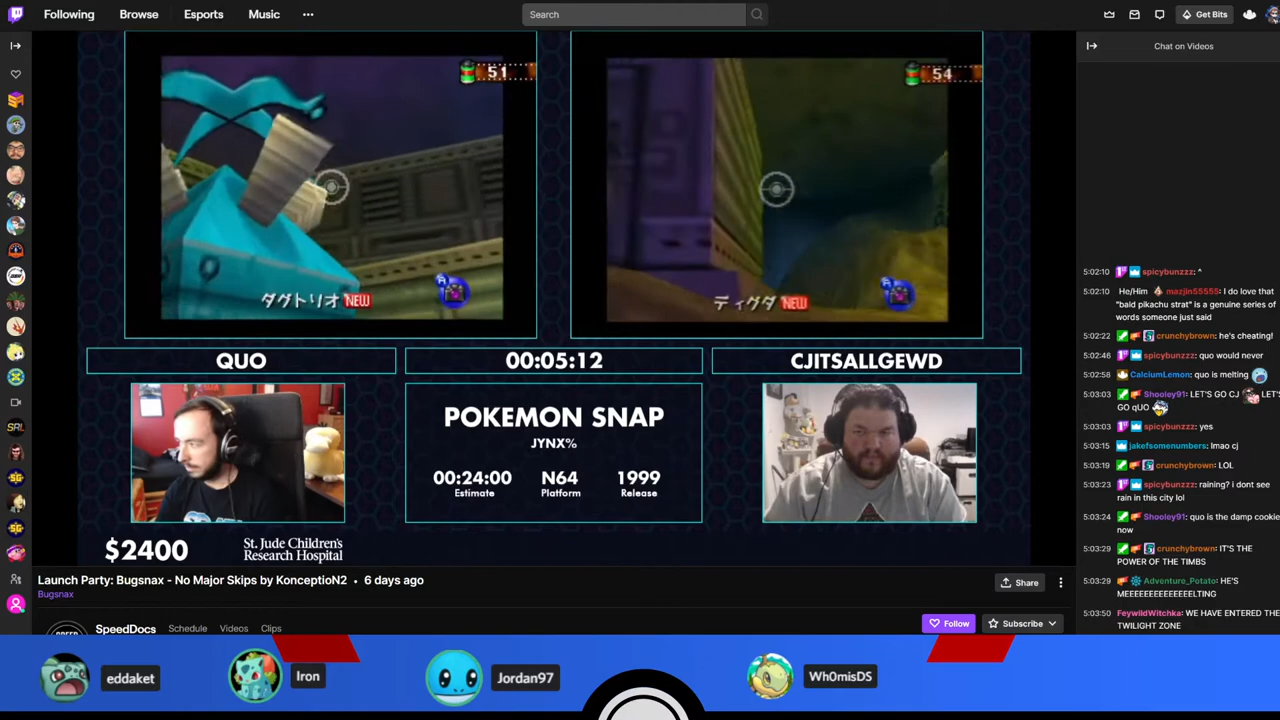 Following
Browse
Esports
Music
Search
Get Bits
51
54
ダグトリオ NEW
A
ディグダ NEW
A
QUO
00:05:12
CJITSALLGEWD
POKEMON SNAP
JYNX%
00:24:00
Estimate
N64
Platform
1999
Release
$2400
St. Jude Children's
Research Hospital
Launch Party: Bugsnax - No Major Skips by KonceptioN2 • 6 days ago
Bugsnax
Share
SpeedDocs
Schedule
Videos
Clips
Follow
Subscribe
Chat on Videos
5:02:10 spicybunzzz: ^
5:02:10 He/Him mazjin55555: I do love that
"bald pikachu strat" is a genuine series of
words someone just said
5:02:22 crunchybrown: he's cheating!
5:02:46 spicybunzzz: quo would never
5:02:58 CalciumLemon: quo is melting
5:03:03 Shooley91: LET'S GO CJ LET'S
GO qUO
5:03:03 spicybunzzz: yes
5:03:15 jakefsomenumbers: lmao cj
5:03:19 crunchybrown: LOL
5:03:23 spicybunzzz: raining? i dont see
rain in this city lol
5:03:24 Shooley91: quo is the damp cookie
now
5:03:29 crunchybrown: IT'S THE
POWER OF THE TIMBS
5:03:29 Adventure_Potato: HE'S
MEEEEEEEEEEEEELTING
5:03:50 FeywildWitchka: WE HAVE ENTERED THE
TWILIGHT ZONE
eddaket
Iron
Jordan97
Wh0misDS